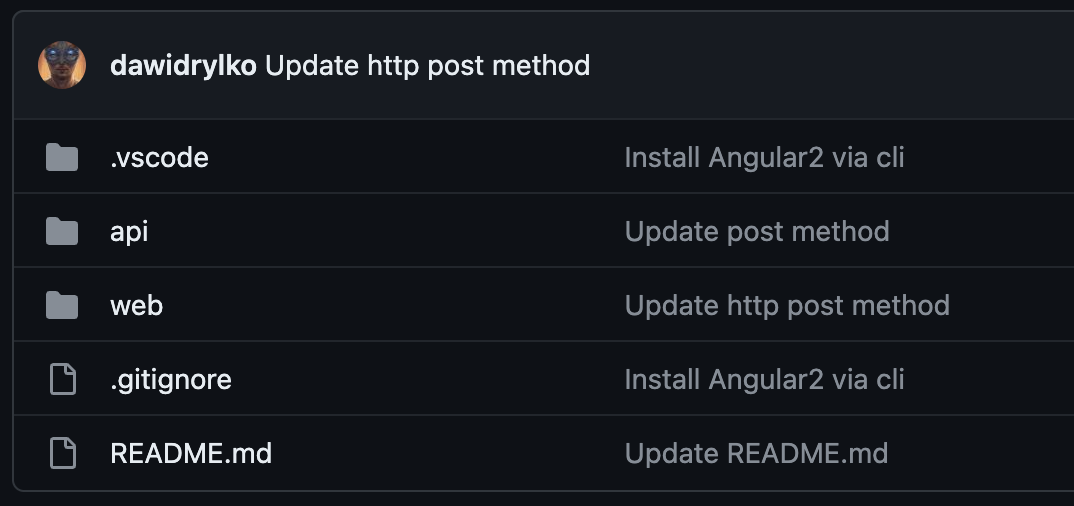 dawidrylko Update http post method
.vscode Install Angular2 via cli
api Update post method
web Update http post method
.gitignore Install Angular2 via cli
README.md Update README.md